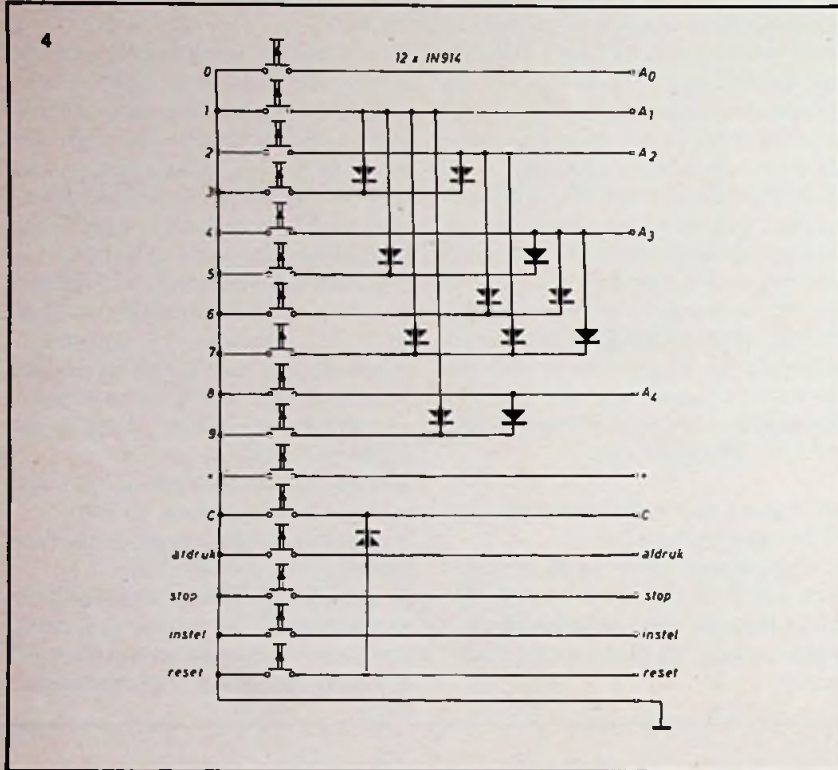 4
12 x IN914
0 A0
1 A1
2 A2
3
4 A3
5
6
7
8 A4
9
C C
afdruk afdruk
stop stop
instel instel
reset reset